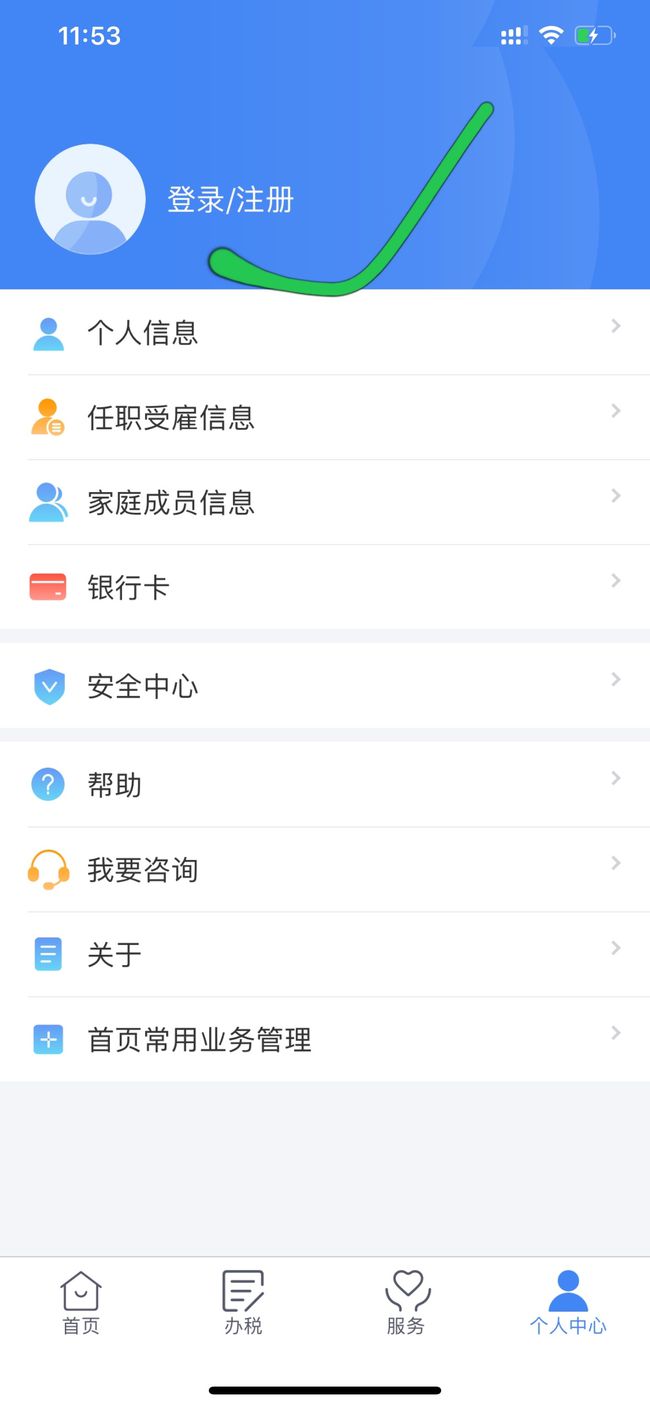 11:53
登录/注册
个人信息
任职受雇信息
家庭成员信息
银行卡
安全中心
帮助
我要咨询
关于
首页常用业务管理
首页 办税 服务 个人中心